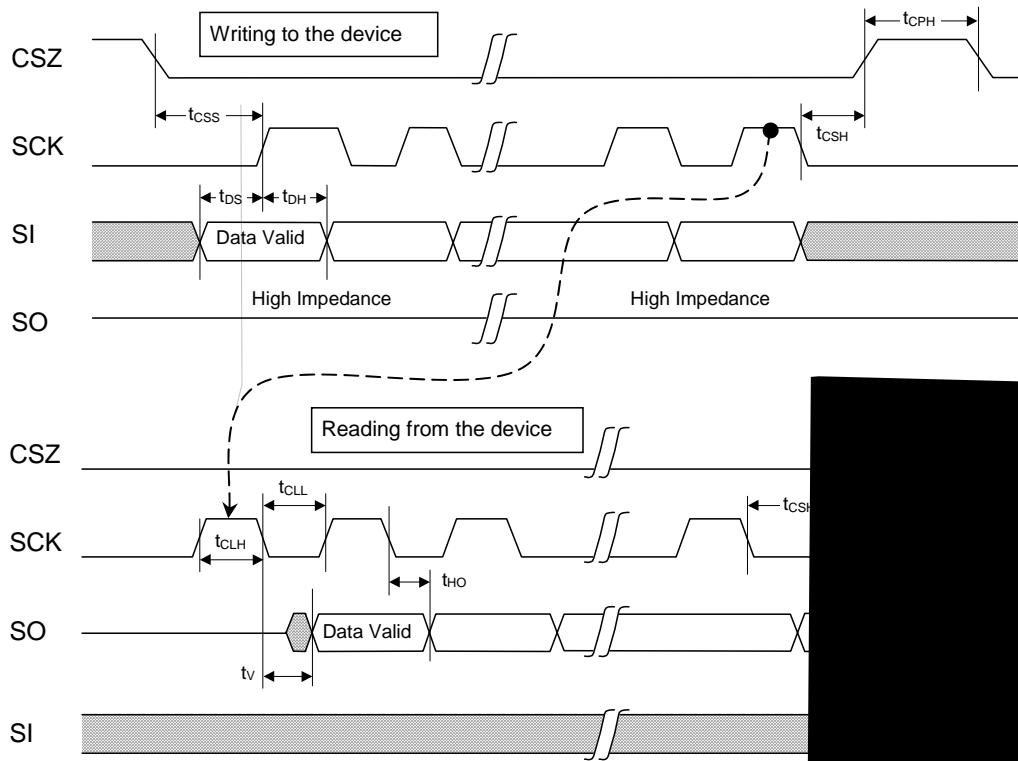 Writing to the device
tCPH
CSZ
tCSS
tCSH
SCK
tDS
tDH
SI
Data Valid
High Impedance
High Impedance
SO
Reading from the device
CSZ
tCLL
SCK
tCLH
tHO
SO
Data Valid
tV
SI